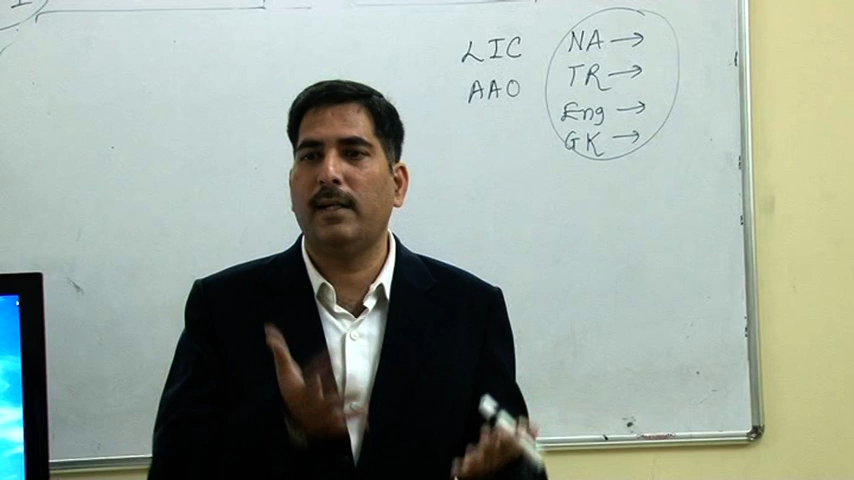 LIC
AAO
NA →
TR →
Eng →
GK →